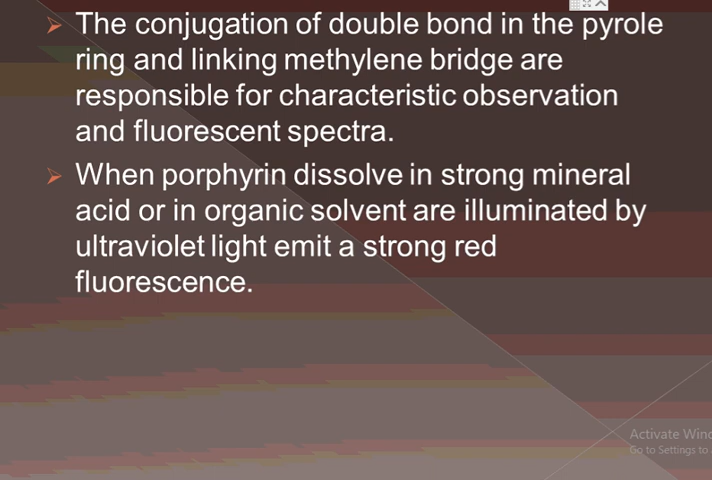 The conjugation of double bond in the pyrole
ring and linking methylene bridge are
responsible for characteristic observation
and fluorescent spectra.
When porphyrin dissolve in strong mineral
acid or in organic solvent are illuminated by
ultraviolet light emit a strong red
fluorescence.
Activate Wind
Go to Settings to